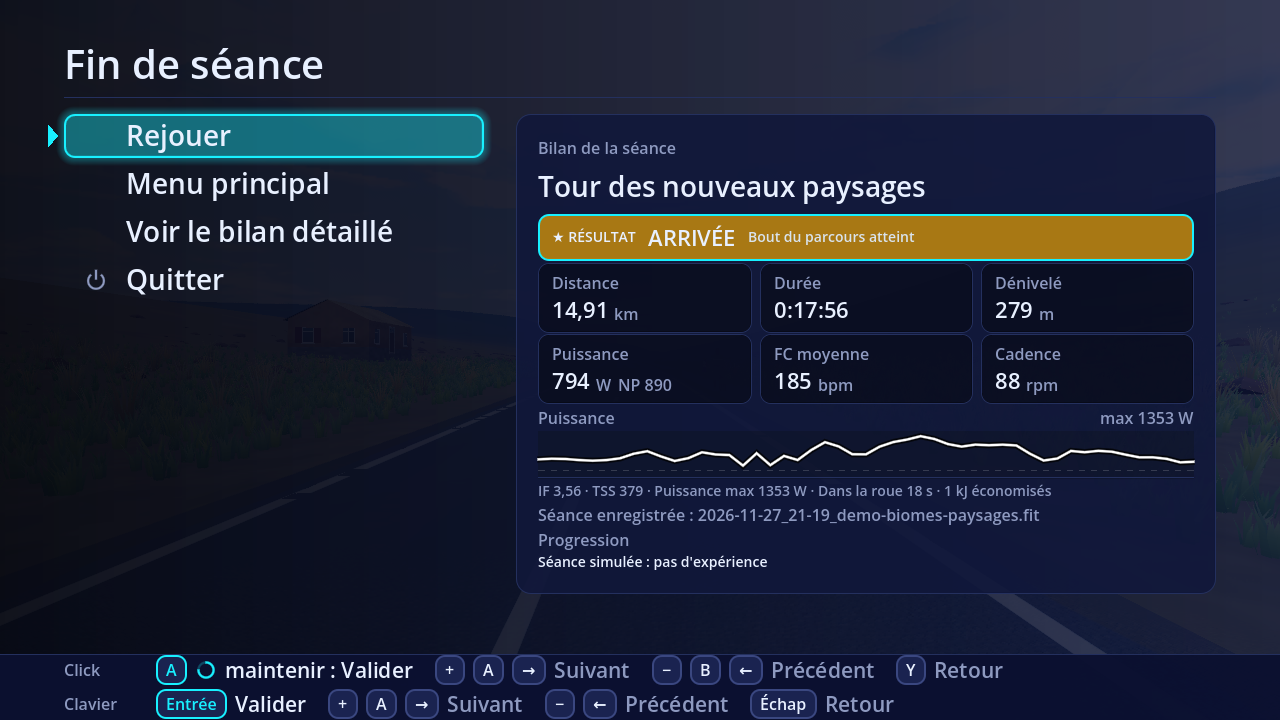 Fin de séance
Rejouer
Menu principal
Voir le bilan détaillé
Quitter
Bilan de la séance
Tour des nouveaux paysages
★ RÉSULTAT ARRIVÉE Bout du parcours atteint
Distance
14,91 km
Durée
0:17:56
Dénivelé
279 m
Puissance
794 W NP 890
FC moyenne
185 bpm
Cadence
88 rpm
Puissance max 1353 W
IF 3,56 · TSS 379 · Puissance max 1353 W · Dans la roue 18 s · 1 kJ économisés
Séance enregistrée : 2026-11-27_21-19_demo-biomes-paysages.fit
Progression
Séance simulée : pas d'expérience
Click A maintenir : Valider + A → Suivant − B ← Précédent Y Retour
Clavier Entrée Valider + A → Suivant − ← Précédent Échap Retour